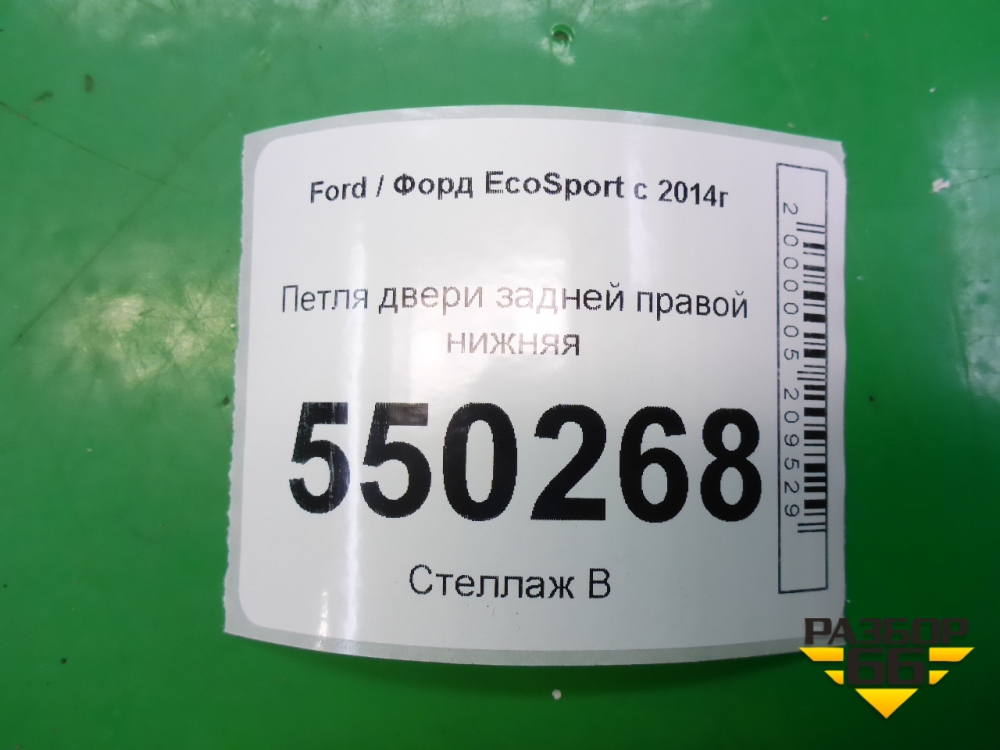 Ford / Форд EcoSport с 2014г
Петля двери задней правой
нижняя
550268
Стеллаж В
2000005209529
РАЗБОР
66